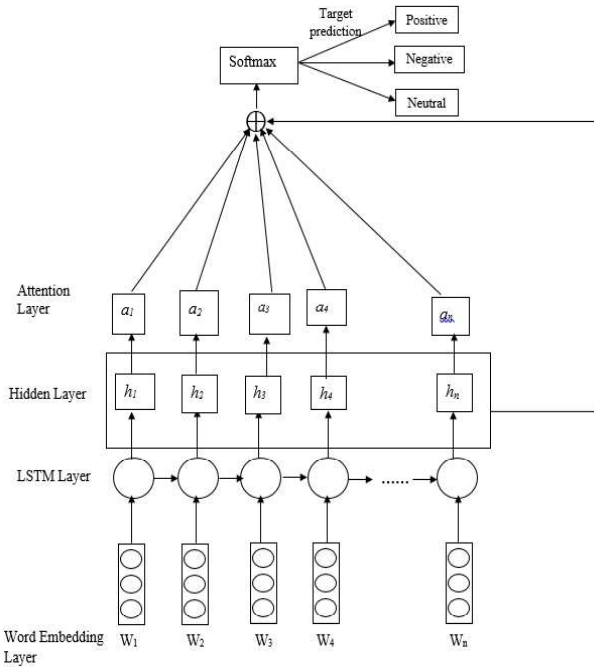 Target
prediction
Positive
Softmax
Negative
Neutral
Attention
Layer
a1 a2 a3 a4 an
Hidden Layer
h1 h2 h3 h4 hn
LSTM Layer
......
Word Embedding
Layer
W1 W2 W3 W4 Wn